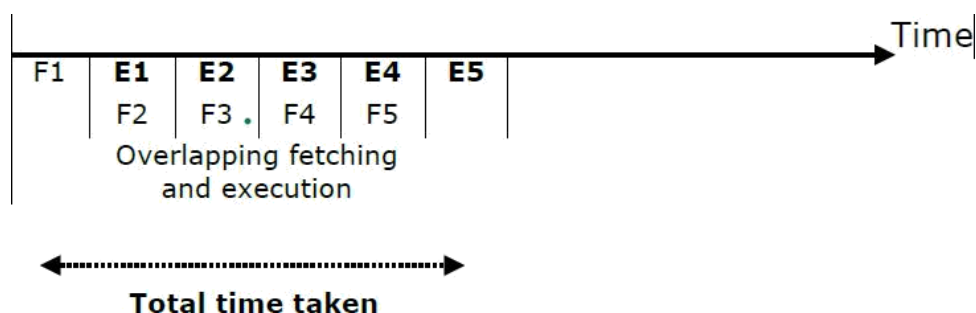 Time
F1 E1 E2 E3 E4 E5
F2 F3 F4 F5
Overlapping fetching
and execution
Total time taken